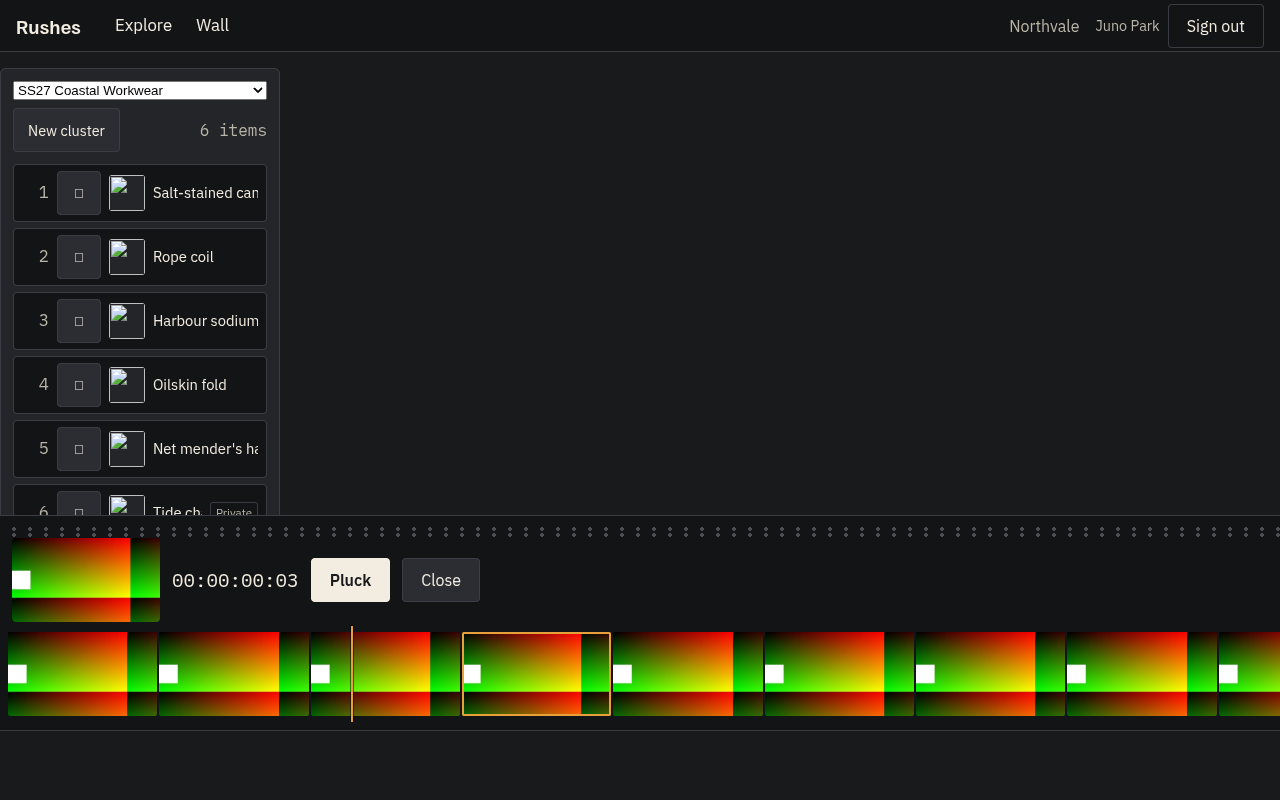 Rushes Explore Wall Northvale Juno Park Sign out
SS27 Coastal Workwear
New cluster 6 items
1 Salt-stained
2 Rope coil
3 Harbour sodium
4 Oilskin fold
5 Net mender's
6 Tide Private
00:00:00:03 Pluck Close